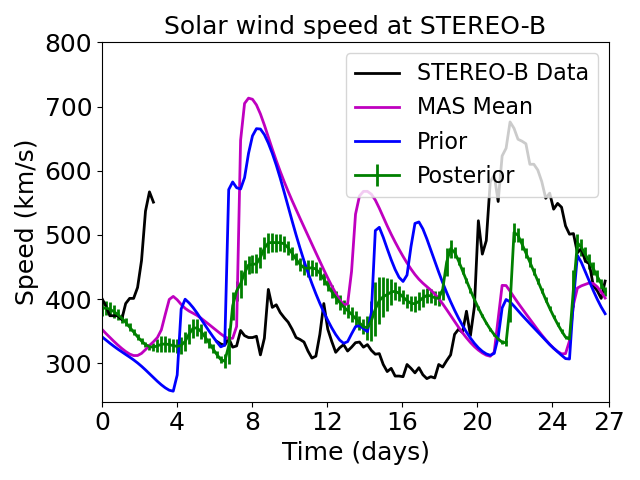 Solar wind speed at STEREO-B
800
700
600
500
400
300
Speed (km/s)
STEREO-B Data
MAS Mean
Prior
Posterior
0
4
8
12
16
20
24
27
Time (days)